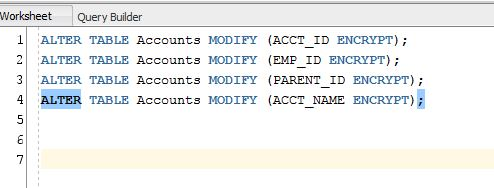 Worksheet Query Builder
1 ALTER TABLE Accounts MODIFY (ACCT_ID ENCRYPT);
2 ALTER TABLE Accounts MODIFY (EMP_ID ENCRYPT);
3 ALTER TABLE Accounts MODIFY (PARENT_ID ENCRYPT);
4 ALTER TABLE Accounts MODIFY (ACCT_NAME ENCRYPT);
5
6
7